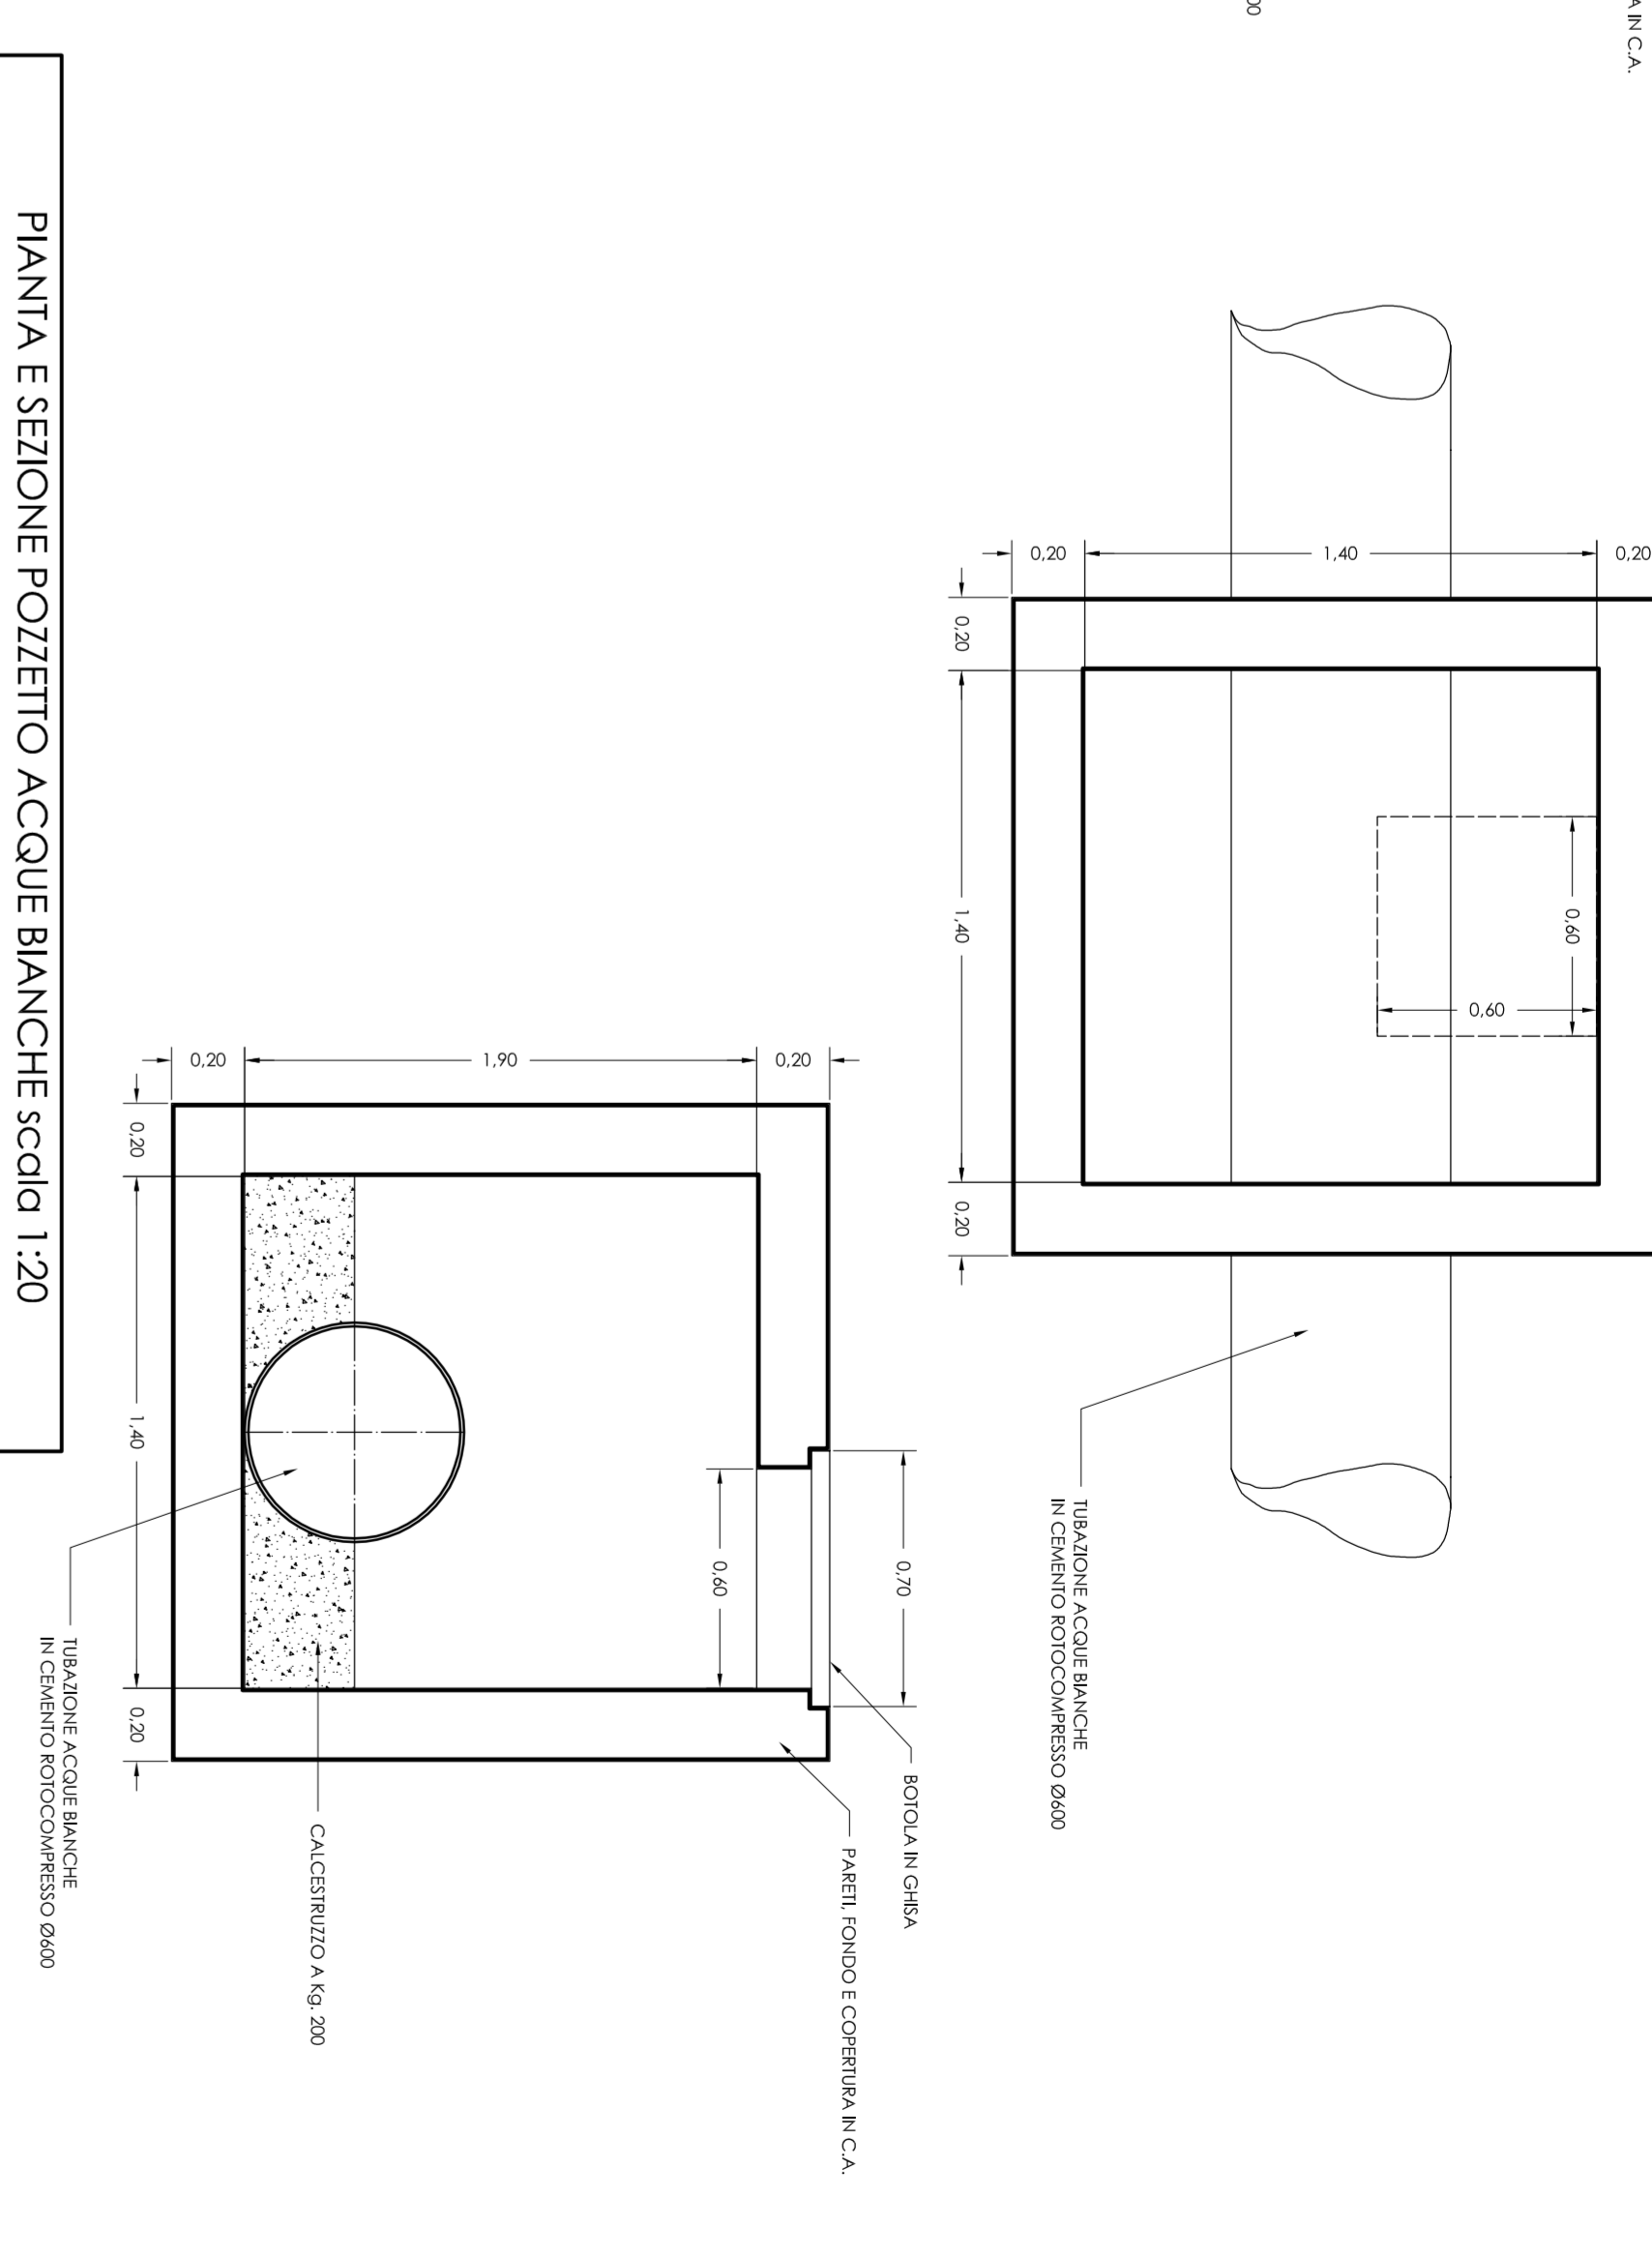 A IN C.A.
00
0,20
1,40
0,20
0,20
1,40
0,20
0,60
0,60
TUBAZIONE ACQUE BIANCHE
IN CEMENTO ROTOCOMPRESSO Ø600
0,20
1,90
0,20
0,20
1,40
0,20
0,70
0,60
BOTOLA IN GHISA
PARETI, FONDO E COPERTURA IN C.A.
CALCESTRUZZO A Kg. 200
TUBAZIONE ACQUE BIANCHE
IN CEMENTO ROTOCOMPRESSO Ø600
PIANTA E SEZIONE POZZETTO ACQUE BIANCHE scala 1:20